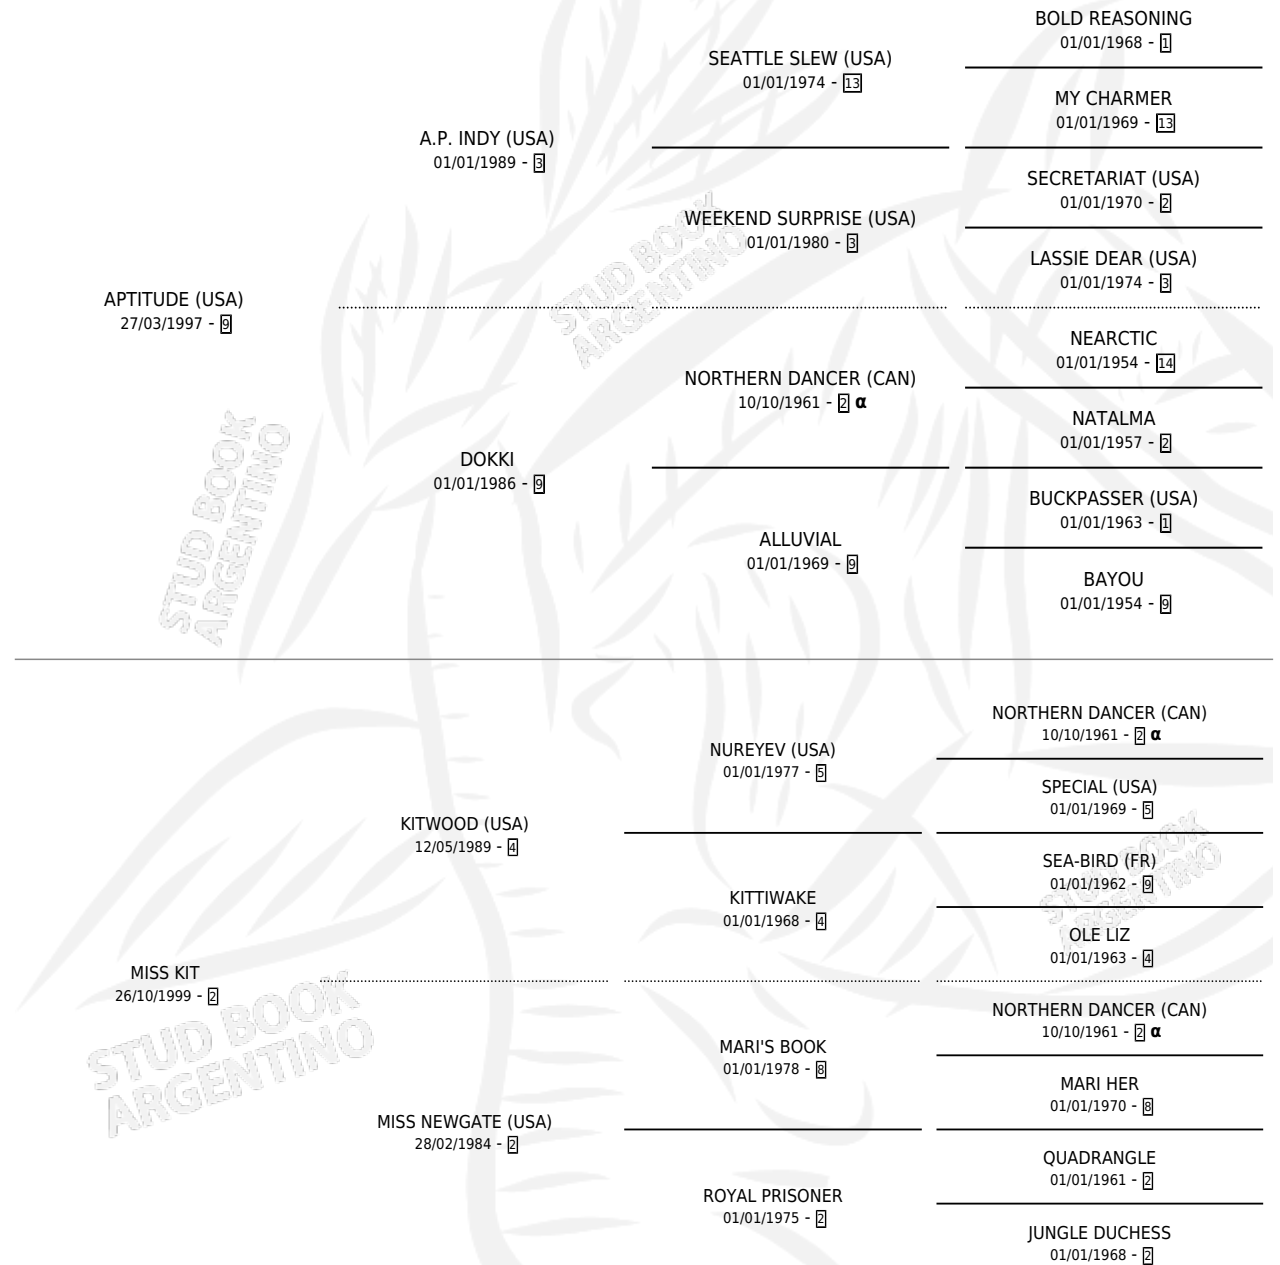 BOLD REASONING
01/01/1968 - 1
SEATTLE SLEW (USA)
01/01/1974 - 13
MY CHARMER
01/01/1969 - 13
A.P. INDY (USA)
01/01/1989 - 3
SECRETARIAT (USA)
01/01/1970 - 2
WEEKEND SURPRISE (USA)
01/01/1980 - 3
LASSIE DEAR (USA)
01/01/1974 - 3
APTITUDE (USA)
27/03/1997 - 9
NEARCTIC
01/01/1954 - 14
NORTHERN DANCER (CAN)
10/10/1961 - 2 α
NATALMA
01/01/1957 - 2
DOKKI
01/01/1986 - 9
BUCKPASSER (USA)
01/01/1963 - 1
ALLUVIAL
01/01/1969 - 9
BAYOU
01/01/1954 - 9
NORTHERN DANCER (CAN)
10/10/1961 - 2 α
NUREYEV (USA)
01/01/1977 - 5
SPECIAL (USA)
01/01/1969 - 5
KITWOOD (USA)
12/05/1989 - 4
SEA-BIRD (FR)
01/01/1962 - 9
KITTIWAKE
01/01/1968 - 4
OLE LIZ
01/01/1963 - 4
MISS KIT
26/10/1999 - 2
NORTHERN DANCER (CAN)
10/10/1961 - 2 α
MARI'S BOOK
01/01/1978 - 8
MARI HER
01/01/1970 - 8
MISS NEWGATE (USA)
28/02/1984 - 2
QUADRANGLE
01/01/1961 - 2
ROYAL PRISONER
01/01/1975 - 2
JUNGLE DUCHESS
01/01/1968 - 2
STUD BOOK
ARGENTINO
STUD BOOK
ARGENTINO
STUD BOOK
ARGENTINO
STUD BOOK
ARGENTINO